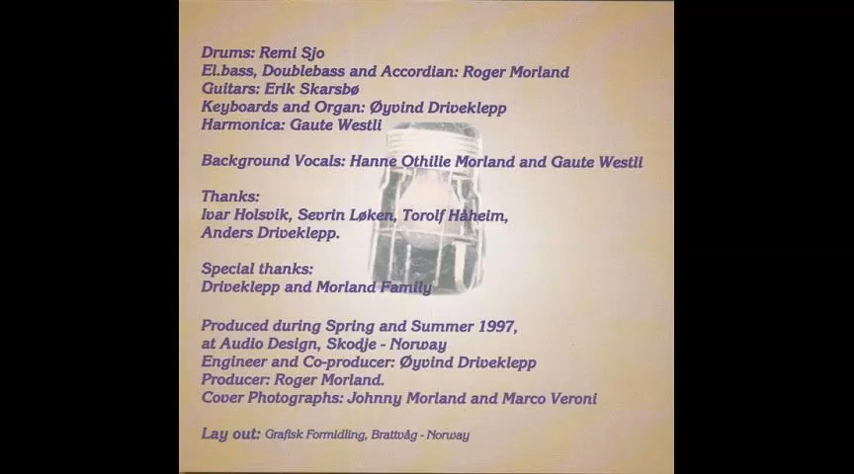 Drums: Remi Sjo
El.bass, Doublebass and Accordian: Roger Morland
Guitars: Erik Skarsbø
Keyboards and Organ: Øyvind Driveklepp
Harmonica: Gaute Westli
Background Vocals: Hanne Othilie Morland and Gaute Westli
Thanks:
Ivar Holsvik, Sevrin Løken, Torolf Håheim,
Anders Driveklepp.
Special thanks:
Driveklepp and Morland Family
Produced during Spring and Summer 1997,
at Audio Design, Skodje - Norway
Engineer and Co-producer: Øyvind Driveklepp
Producer: Roger Morland.
Cover Photographs: Johnny Morland and Marco Veroni
Lay out: Grafisk Formidling, Brattvåg - Norway